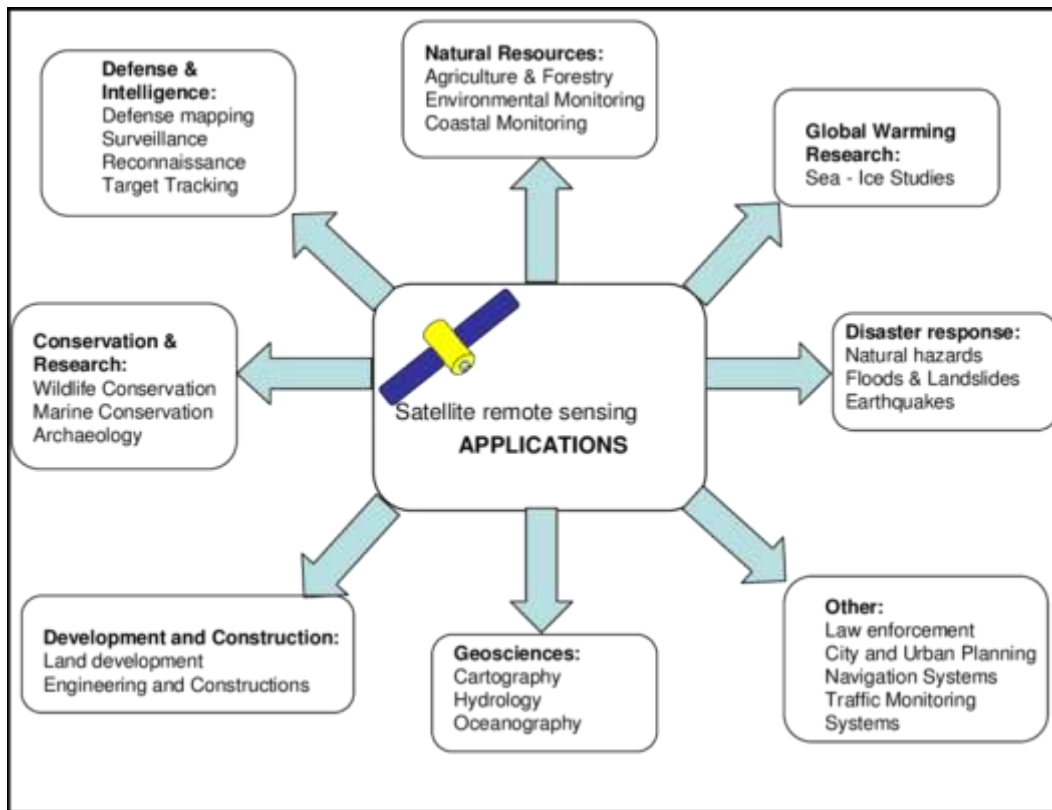 Defense &
Intelligence:
Defense mapping
Surveillance
Reconnaissance
Target Tracking
Natural Resources:
Agriculture & Forestry
Environmental Monitoring
Coastal Monitoring
Global Warming
Research:
Sea - Ice Studies
Conservation &
Research:
Wildlife Conservation
Marine Conservation
Archaeology
Satellite remote sensing
APPLICATIONS
Disaster response:
Natural hazards
Floods & Landslides
Earthquakes
Development and Construction:
Land development
Engineering and Constructions
Geosciences:
Cartography
Hydrology
Oceanography
Other:
Law enforcement
City and Urban Planning
Navigation Systems
Traffic Monitoring
Systems